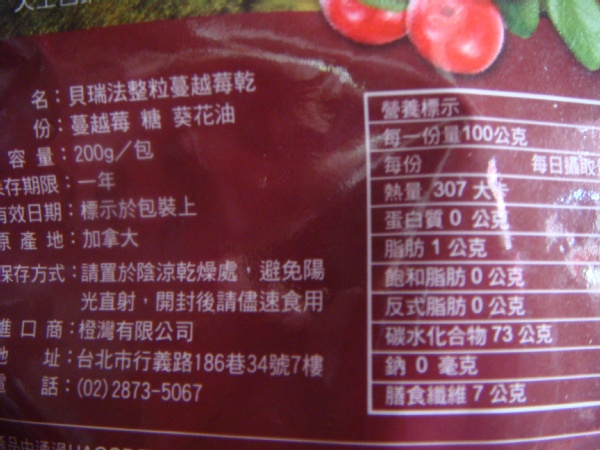 名：貝瑞法整粒蔓越莓乾
份：蔓越莓 糖 葵花油
容量：200g／包
保存期限：一年
有效日期：標示於包裝上
原產地：加拿大
保存方式：請置於陰涼乾燥處，避免陽
光直射，開封後請儘速食用
進口商：橙灣有限公司
地 址：台北市行義路186巷34號7樓
電 話：(02)2873-5067
營養標示
每一份量100公克
每份 每日攝取
熱量 307 大卡
蛋白質 0 公克
脂肪 1 公克
飽和脂肪 0 公克
反式脂肪 0 公克
碳水化合物 73 公克
鈉 0 毫克
膳食纖維 7 公克